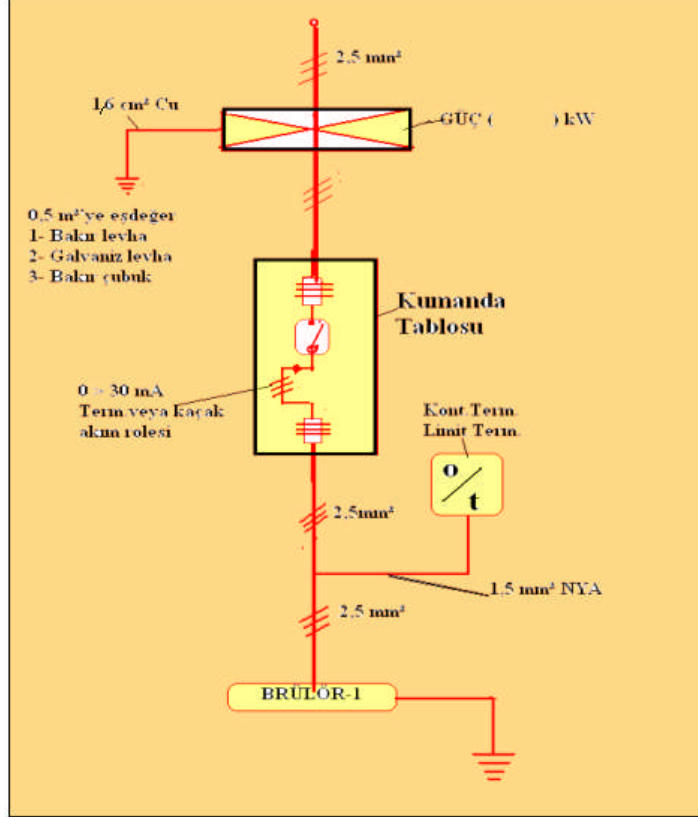 2.5 mm²
1,6 cm² Cu
GÜÇ ( ) kW
0.5 m²'ye eşdeğer
1- Bakır levha
2- Galvaniz levha
3- Bakır çubuk
Kumanda
Tablosu
0 - 30 mA
Term veya kaçak
akım rolesi
Kont.Term.
Limit Term.
o
t
2.5mm²
1.5 mm² NYA
2.5 mm²
BRÜLÖR-1